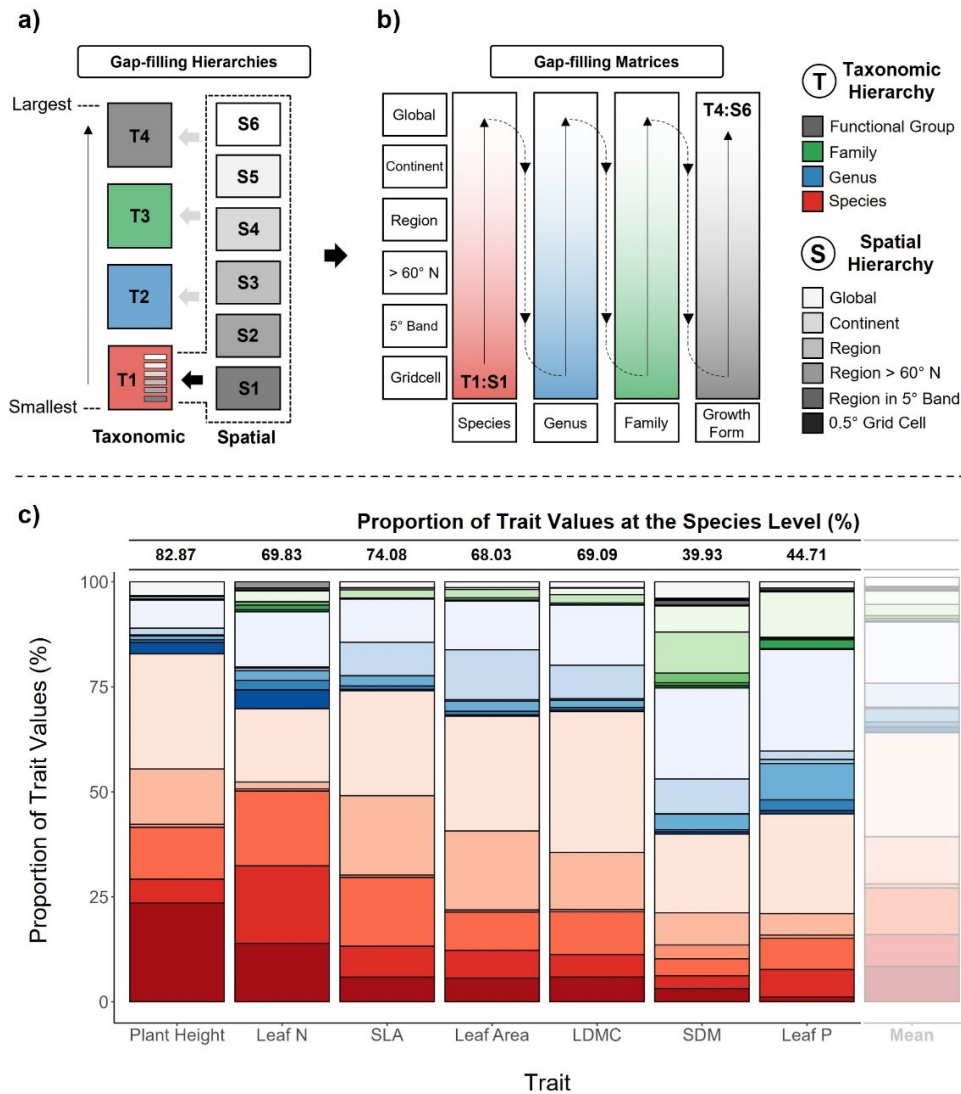 a)
Gap-filling Hierarchies
Largest
T4
T3
T2
T1
Smallest
S6
S5
S4
S3
S2
S1
Taxonomic
Spatial
b)
Gap-filling Matrices
Global
Continent
Region
> 60° N
5° Band
Gridcell
T4:S6
T1:S1
Species
Genus
Family
Growth
Form
T
Taxonomic
Hierarchy
Functional Group
Family
Genus
Species
S
Spatial
Hierarchy
Global
Continent
Region
Region > 60° N
Region in 5° Band
0.5° Grid Cell
c)
Proportion of Trait Values at the Species Level (%)
82.87 69.83 74.08 68.03 69.09 39.93 44.71
Proportion of Trait Values (%)
100
75
50
25
0
Plant Height Leaf N SLA Leaf Area LDMC SDM Leaf P Mean
Trait